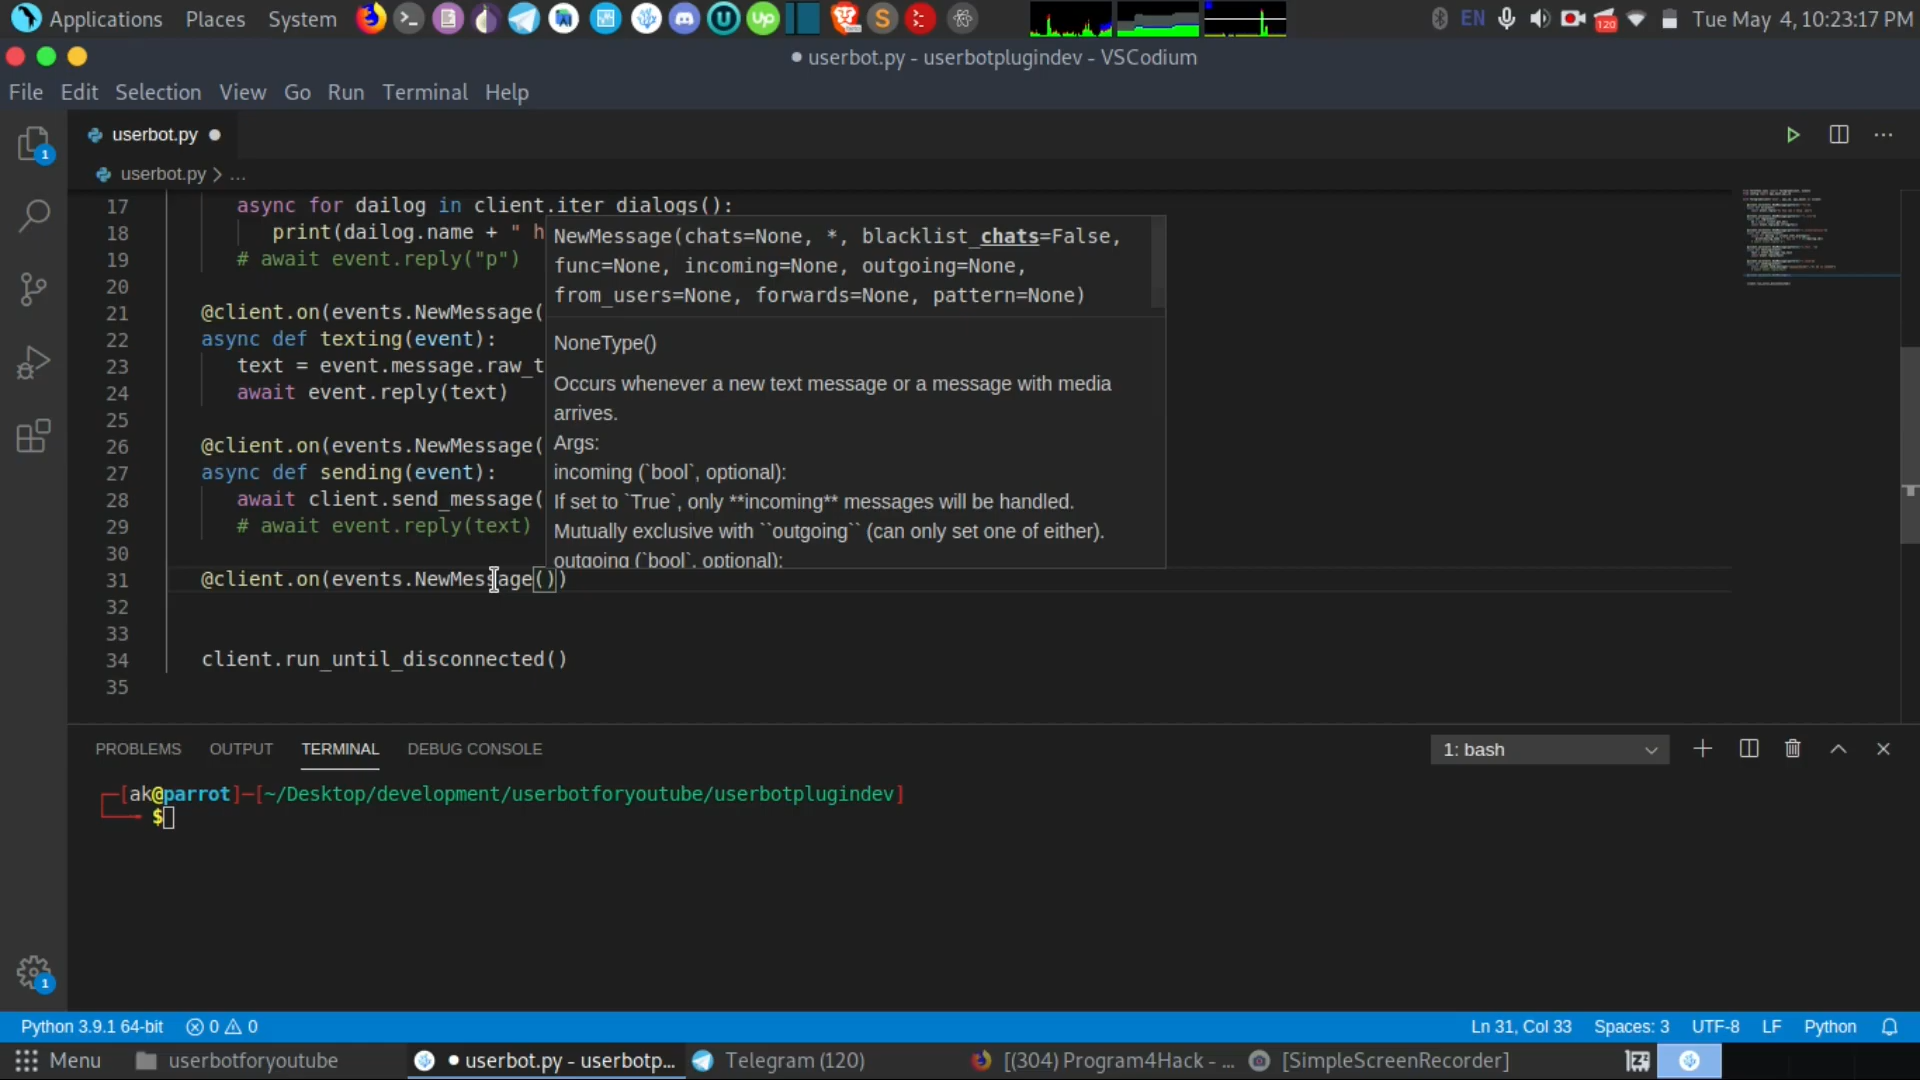 Applications Places System EN 120 Tue May 4, 10:23:17 PM
● userbot.py - userbotplugindev - VSCodium
File Edit Selection View Go Run Terminal Help
userbot.py ●
userbot.py > ...
17 async for dailog in client.iter_dialogs():
18 print(dailog.name + " h
19 # await event.reply("p")
20
21 @client.on(events.NewMessage(
22 async def texting(event):
23 text = event.message.raw_t
24 await event.reply(text)
25
26 @client.on(events.NewMessage(
27 async def sending(event):
28 await client.send_message(
29 # await event.reply(text)
30
31 @client.on(events.NewMessage())
32
33
34 client.run_until_disconnected()
35
NewMessage(chats=None, *, blacklist_chats=False,
func=None, incoming=None, outgoing=None,
from_users=None, forwards=None, pattern=None)
NoneType()
Occurs whenever a new text message or a message with media
arrives.
Args:
incoming (`bool`, optional):
If set to `True`, only **incoming** messages will be handled.
Mutually exclusive with ``outgoing`` (can only set one of either).
outgoing (`bool`, optional):
PROBLEMS OUTPUT TERMINAL DEBUG CONSOLE 1: bash
[ak@parrot]─[~/Desktop/development/userbotforyoutube/userbotplugindev]
$
Python 3.9.1 64-bit 0 0 Ln 31, Col 33 Spaces: 3 UTF-8 LF Python
Menu userbotforyoutube ● userbot.py - userbotp... Telegram (120) [(304) Program4Hack - ... [SimpleScreenRecorder]